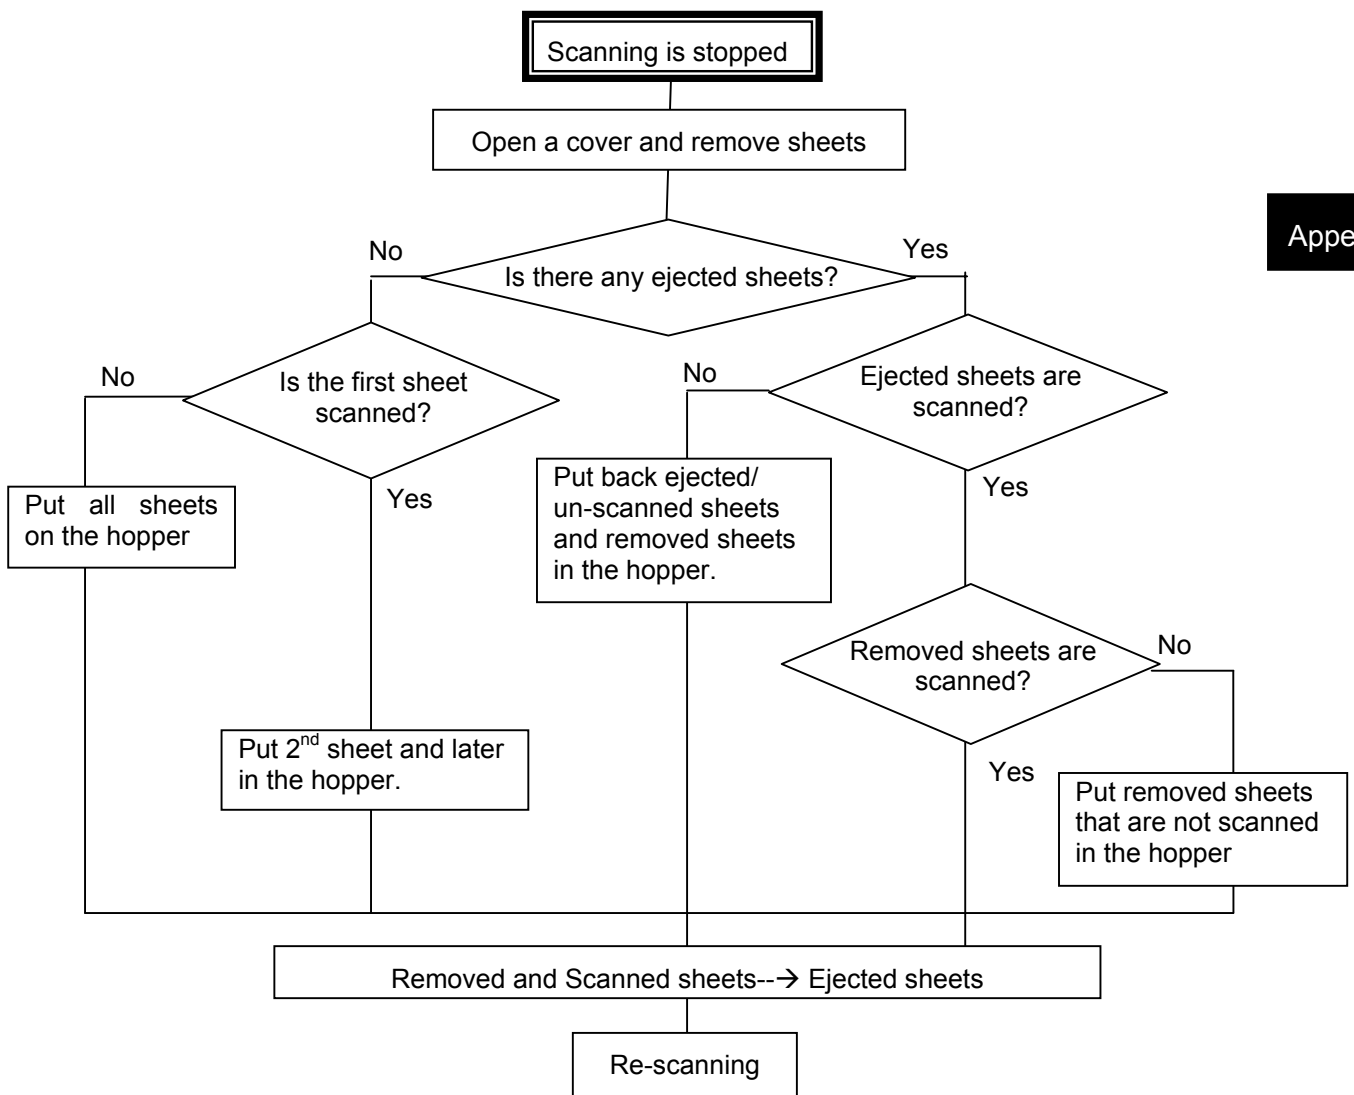 Scanning is stopped
Open a cover and remove sheets
Appe
No
Yes
Is there any ejected sheets?
No
Is the first sheet
scanned?
No
Ejected sheets are
scanned?
Put all sheets
on the hopper
Yes
Put back ejected/
un-scanned sheets
and removed sheets
in the hopper.
Yes
Removed sheets are
scanned?
No
Put 2nd sheet and later
in the hopper.
Yes
Put removed sheets
that are not scanned
in the hopper
Removed and Scanned sheets--→ Ejected sheets
Re-scanning